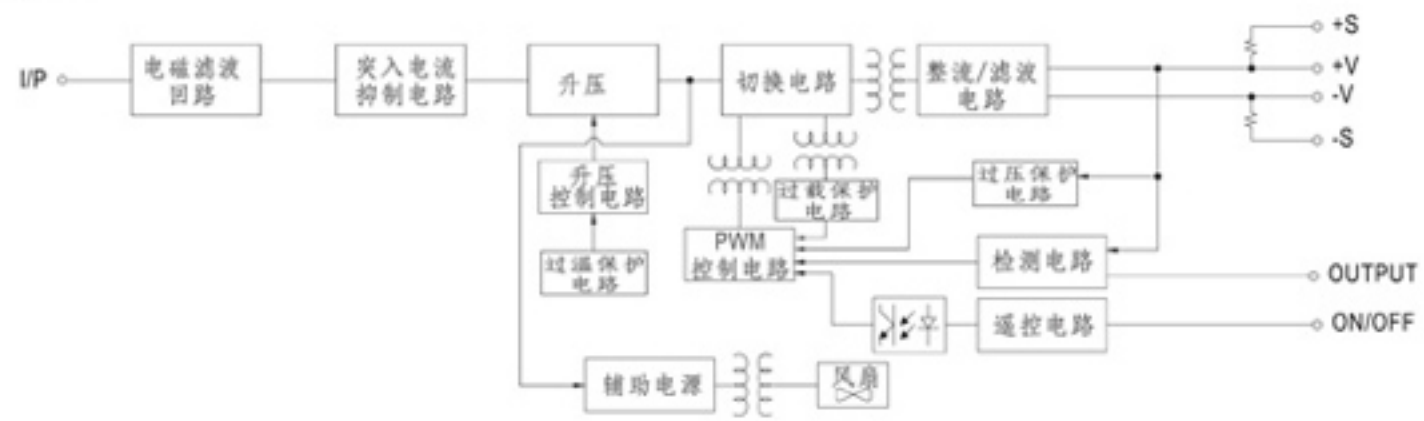 +S
I/P
电磁滤波
回路
突入电流
抑制电路
升压
切换电路
整流/滤波
电路
+V
-V
-S
升压
控制电路
过载保护
电路
过压保护
电路
PWM
控制电路
过温保护
电路
检测电路
OUTPUT
遥控电路
ON/OFF
辅助电源
风扇